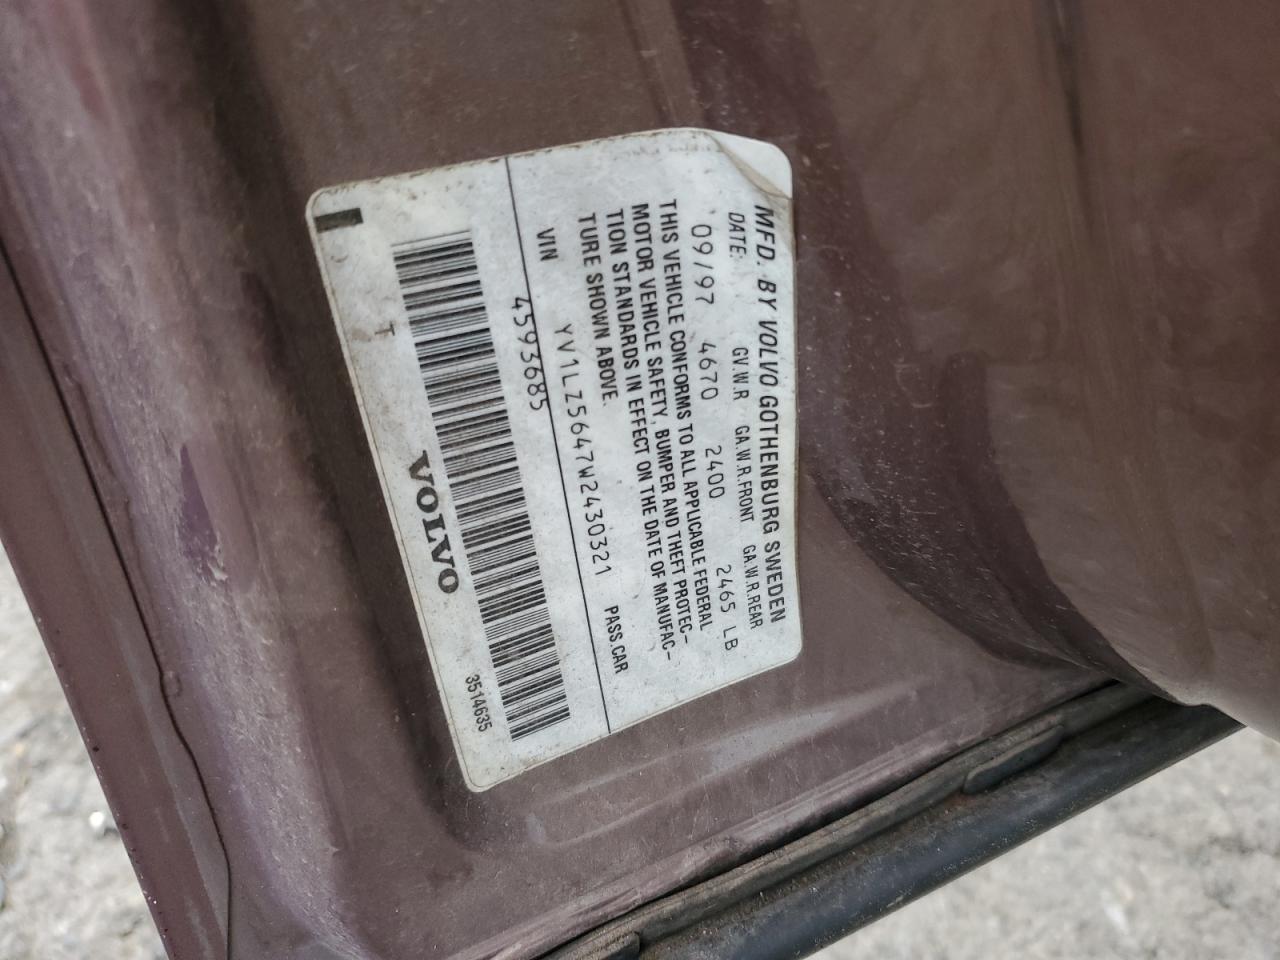 MFD. BY VOLVO GOTHENBURG SWEDEN
DATE: GV.W.R GA.W.R.FRONT GA.W.R.REAR
09/97 4670 2400 2465 LB
THIS VEHICLE CONFORMS TO ALL APPLICABLE FEDERAL
MOTOR VEHICLE SAFETY, BUMPER AND THEFT PROTEC-
TION STANDARDS IN EFFECT ON THE DATE OF MANUFAC-
TURE SHOWN ABOVE.
VIN YV1LZ5647W2430321 PASS.CAR
4593685
T
VOLVO
3514635